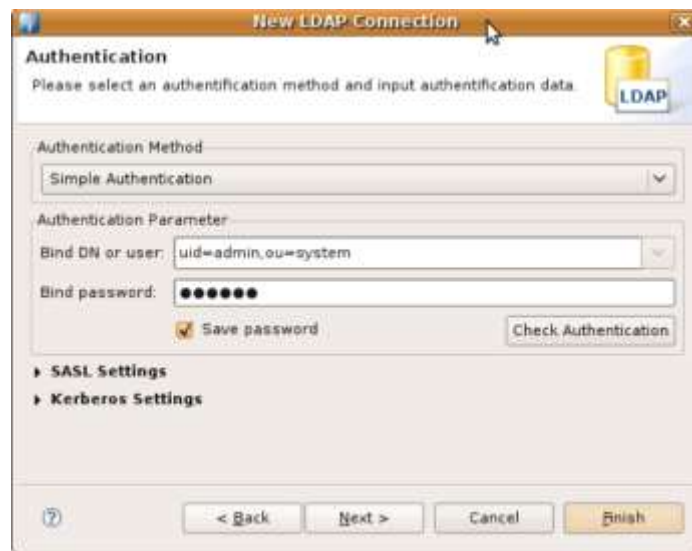 New LDAP Connection
Authentication
Please select an authentification method and input authentification data.
LDAP
Authentication Method
Simple Authentication
Authentication Parameter
Bind DN or user: uid=admin,ou=system
Bind password: ●●●●●●
Save password
Check Authentication
SASL Settings
Kerberos Settings
< Back Next > Cancel Finish